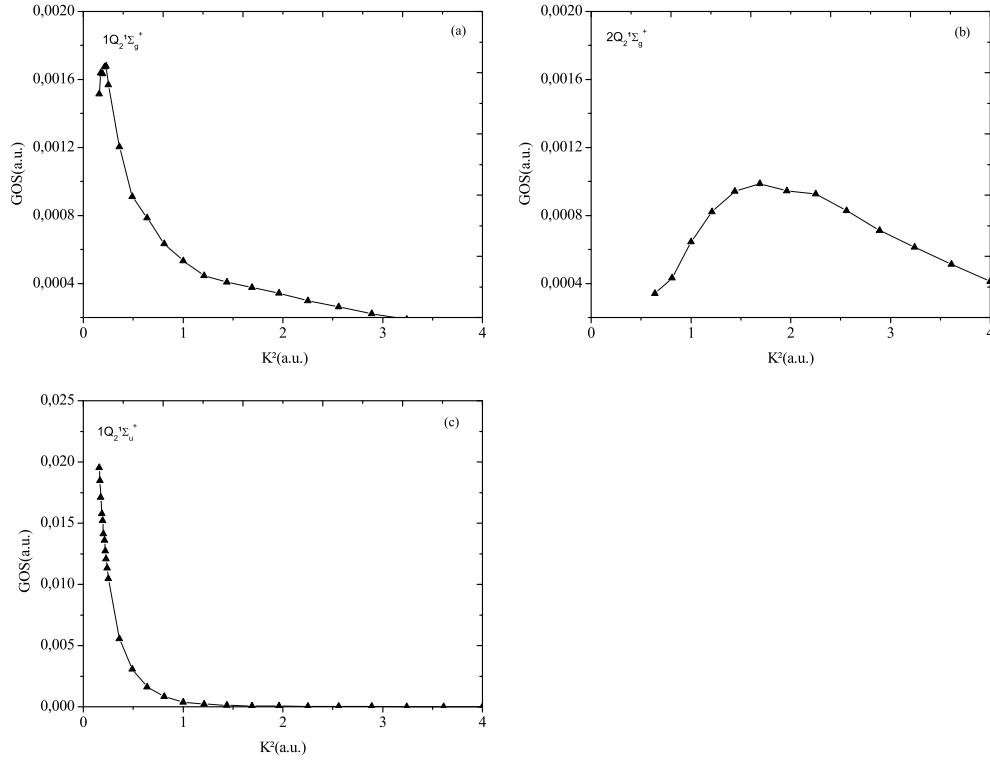 0,0020
(a)
1Q₂¹Σg⁺
0,0016
0,0012
0,0008
0,0004
GOS(a.u.)
0 1 2 3 4
K²(a.u.)
0,0020
(b)
2Q₂¹Σg⁺
0,0016
0,0012
0,0008
0,0004
GOS(a.u.)
0 1 2 3 4
K²(a.u.)
0,025
(c)
1Q₂¹Σu⁺
0,020
0,015
0,010
0,005
0,000
GOS(a.u.)
0 1 2 3 4
K²(a.u.)